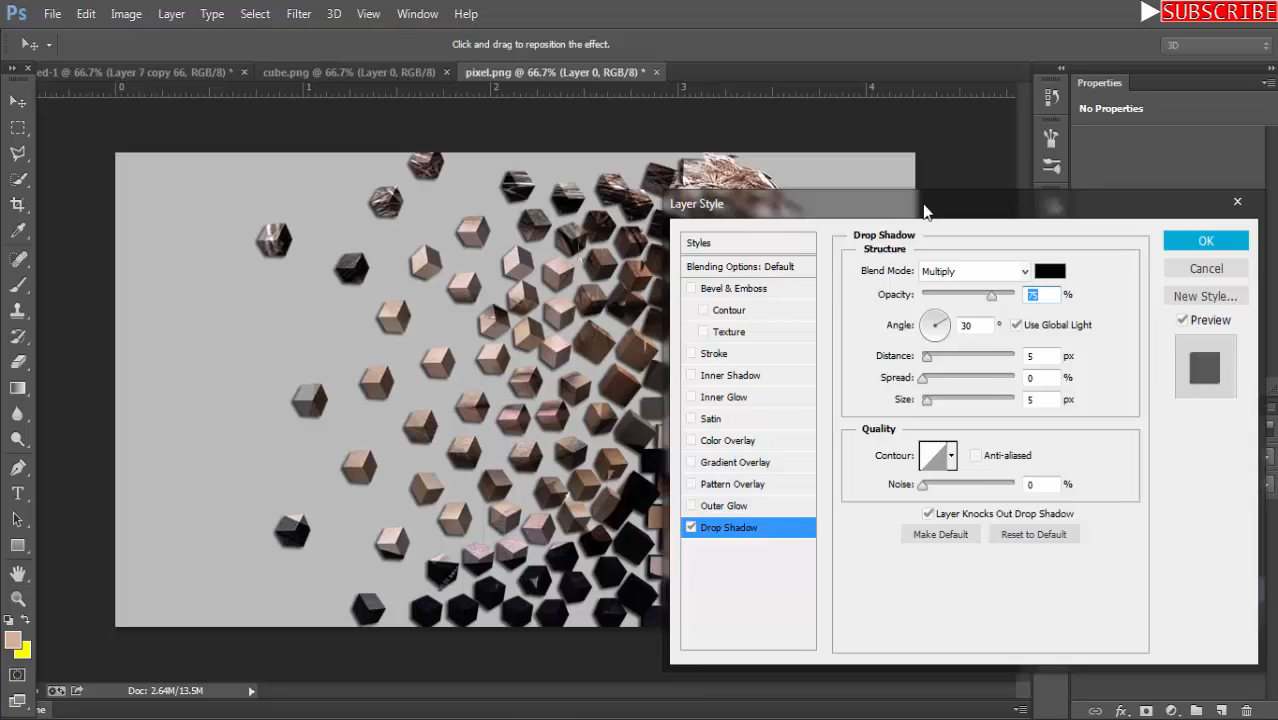 Ps File Edit Image Layer Type Select Filter 3D View Window Help
SUBSCRIBE
Click and drag to reposition the effect.
3D
ed-1 @ 66.7% (Layer 7 copy 66, RGB/8) * × cube.png @ 66.7% (Layer 0, RGB/8) × pixel.png @ 66.7% (Layer 0, RGB/8) * ×
Properties
0 1 2 3 4
No Properties
Layer Style
Styles
Blending Options: Default
Bevel & Emboss
Contour
Texture
Stroke
Inner Shadow
Inner Glow
Satin
Color Overlay
Gradient Overlay
Pattern Overlay
Outer Glow
Drop Shadow
Drop Shadow
Structure
Blend Mode: Multiply
Opacity: 75 %
Angle: 30 ° Use Global Light
Distance: 5 px
Spread: 0 %
Size: 5 px
Quality
Contour: Anti-aliased
Noise: 0 %
Layer Knocks Out Drop Shadow
Make Default Reset to Default
OK
Cancel
New Style...
Preview
Doc: 2.64M/13.5M
me